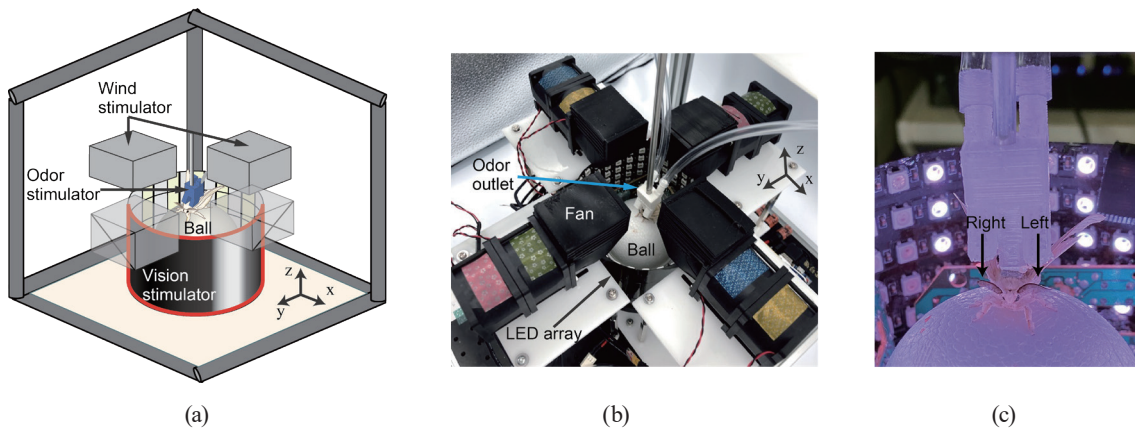 Wind
stimulator
Odor
stimulator
Ball
Vision
stimulator
z
y
x
(a)
Odor
outlet
Fan
Ball
LED array
z
y
x
(b)
Right
Left
(c)